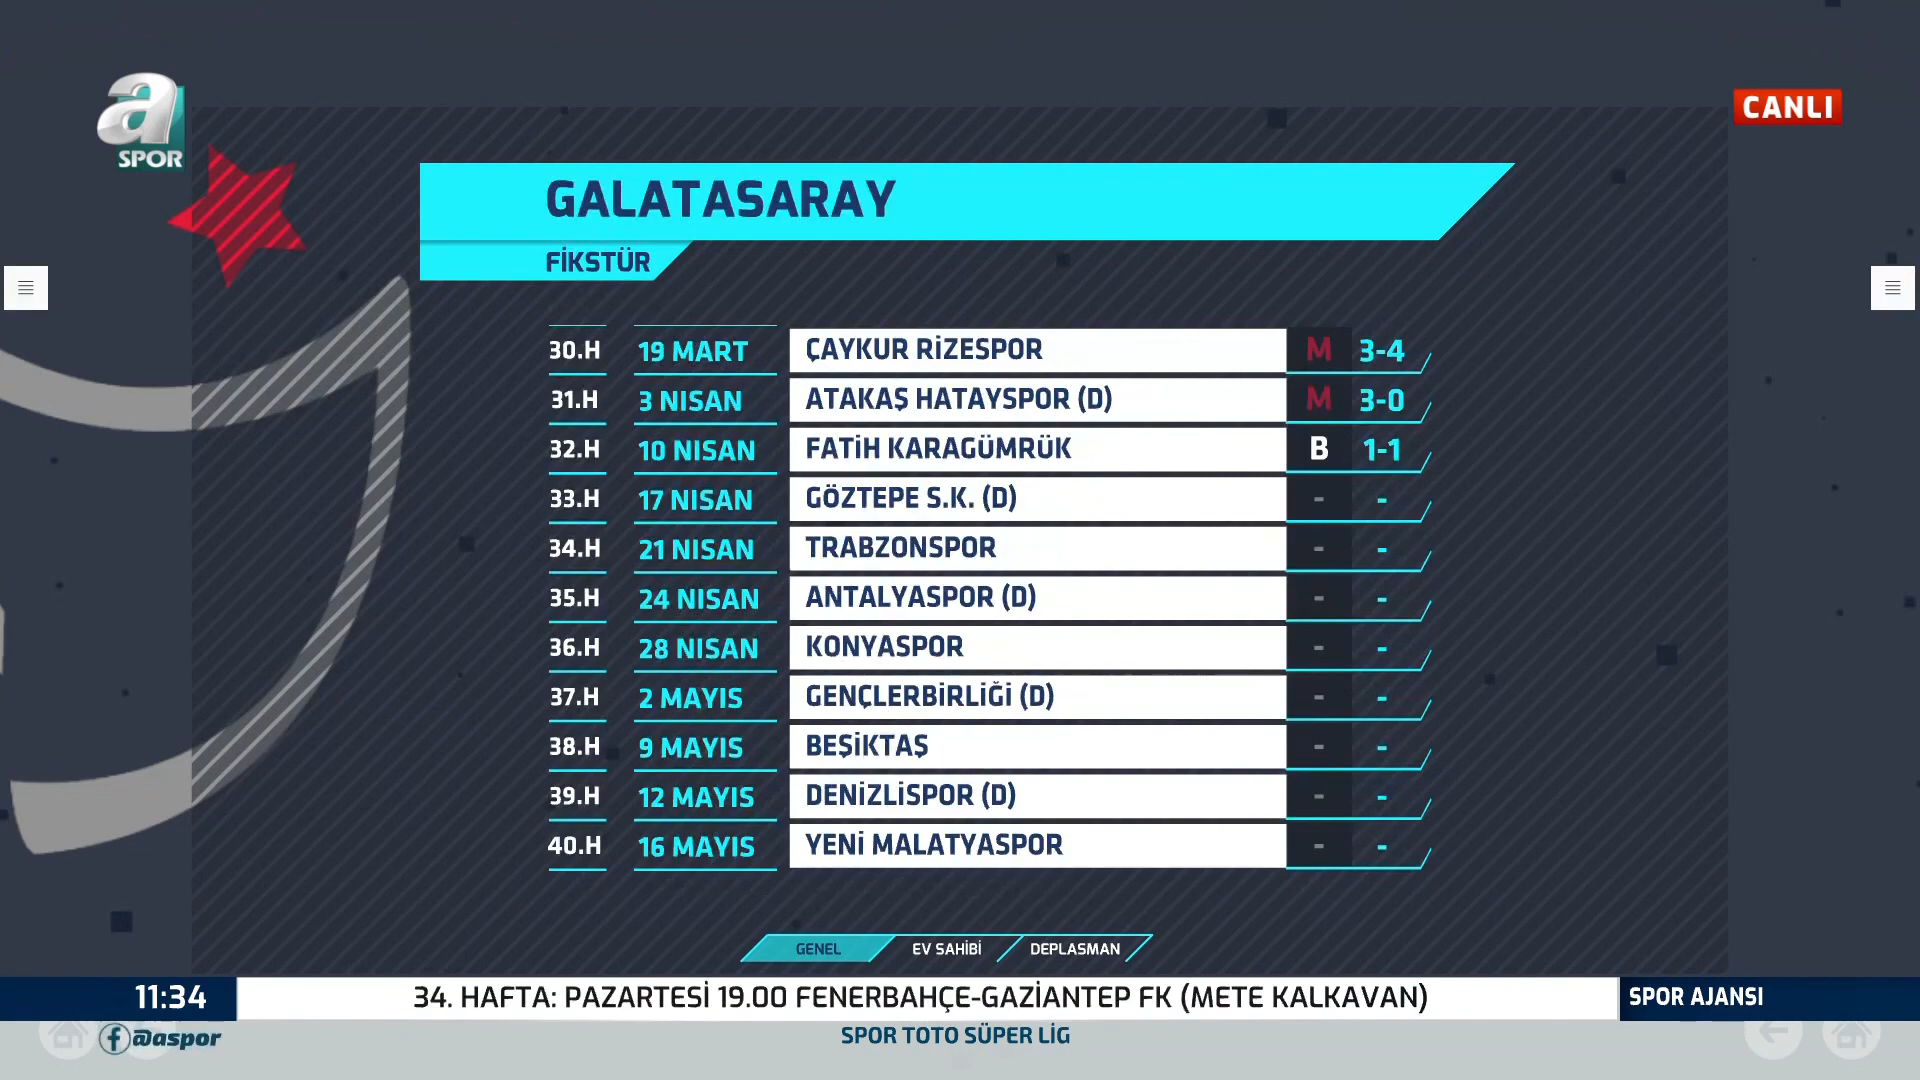 a
SPOR
CANLI
GALATASARAY
FİKSTÜR
30.H 19 MART ÇAYKUR RİZESPOR M 3-4
31.H 3 NISAN ATAKAŞ HATAYSPOR (D) M 3-0
32.H 10 NISAN FATİH KARAGÜMRÜK B 1-1
33.H 17 NISAN GÖZTEPE S.K. (D) - -
34.H 21 NISAN TRABZONSPOR - -
35.H 24 NISAN ANTALYASPOR (D) - -
36.H 28 NISAN KONYASPOR - -
37.H 2 MAYIS GENÇLERBİRLİĞİ (D) - -
38.H 9 MAYIS BEŞİKTAŞ - -
39.H 12 MAYIS DENİZLİSPOR (D) - -
40.H 16 MAYIS YENİ MALATYASPOR - -
GENEL EV SAHİBİ DEPLASMAN
11:34 34. HAFTA: PAZARTESİ 19.00 FENERBAHÇE-GAZİANTEP FK (METE KALKAVAN) SPOR AJANSI
f @aspor SPOR TOTO SÜPER LİG